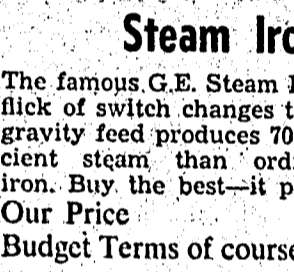 Steam Iro
The famous G.E. Steam
flick of switch changes t
gravity feed produces 70
cient steam than ord
iron. Buy the best—it p
Our Price
Budget Terms of course